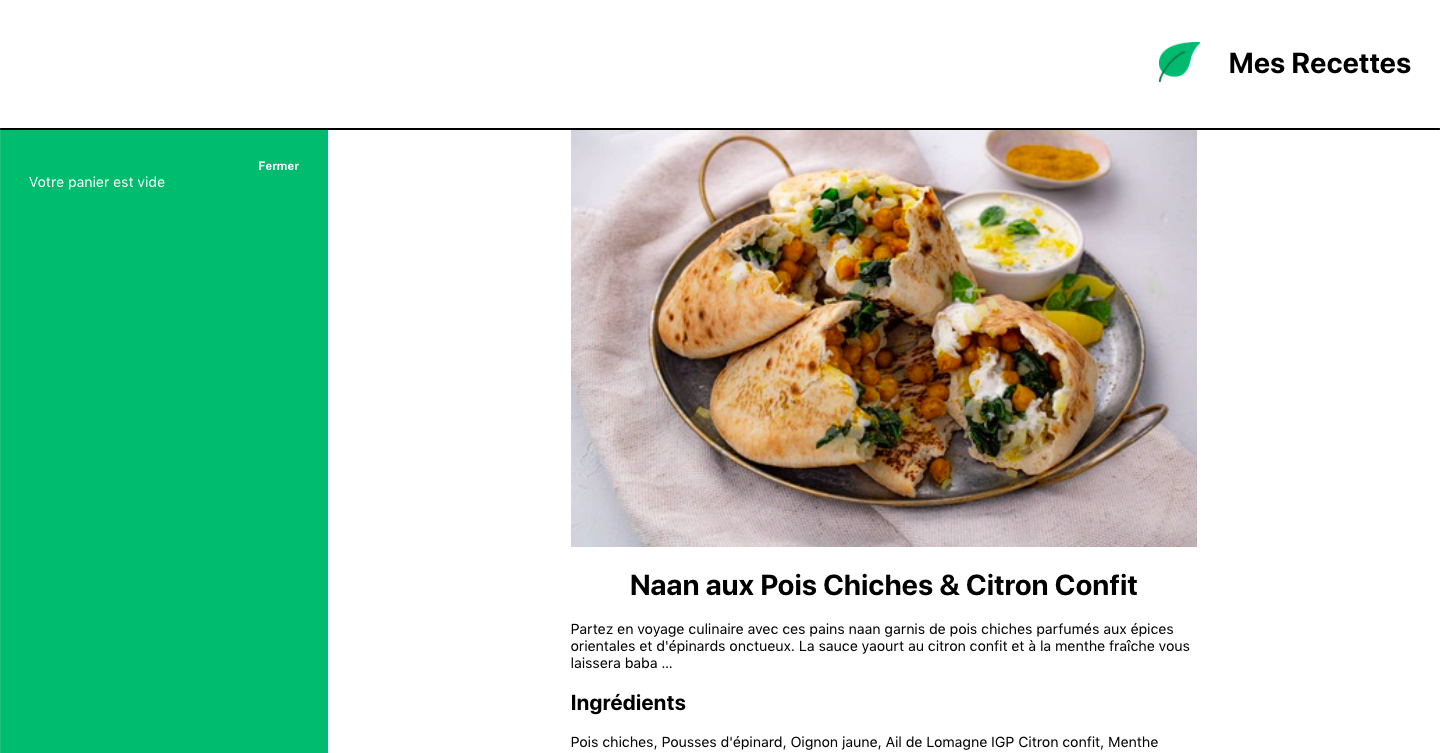 Mes Recettes
Fermer
Votre panier est vide
Naan aux Pois Chiches & Citron Confit
Partez en voyage culinaire avec ces pains naan garnis de pois chiches parfumés aux épices
orientales et d'épinards onctueux. La sauce yaourt au citron confit et à la menthe fraîche vous
laissera baba ...
Ingrédients
Pois chiches, Pousses d'épinard, Oignon jaune, Ail de Lomagne IGP Citron confit, Menthe